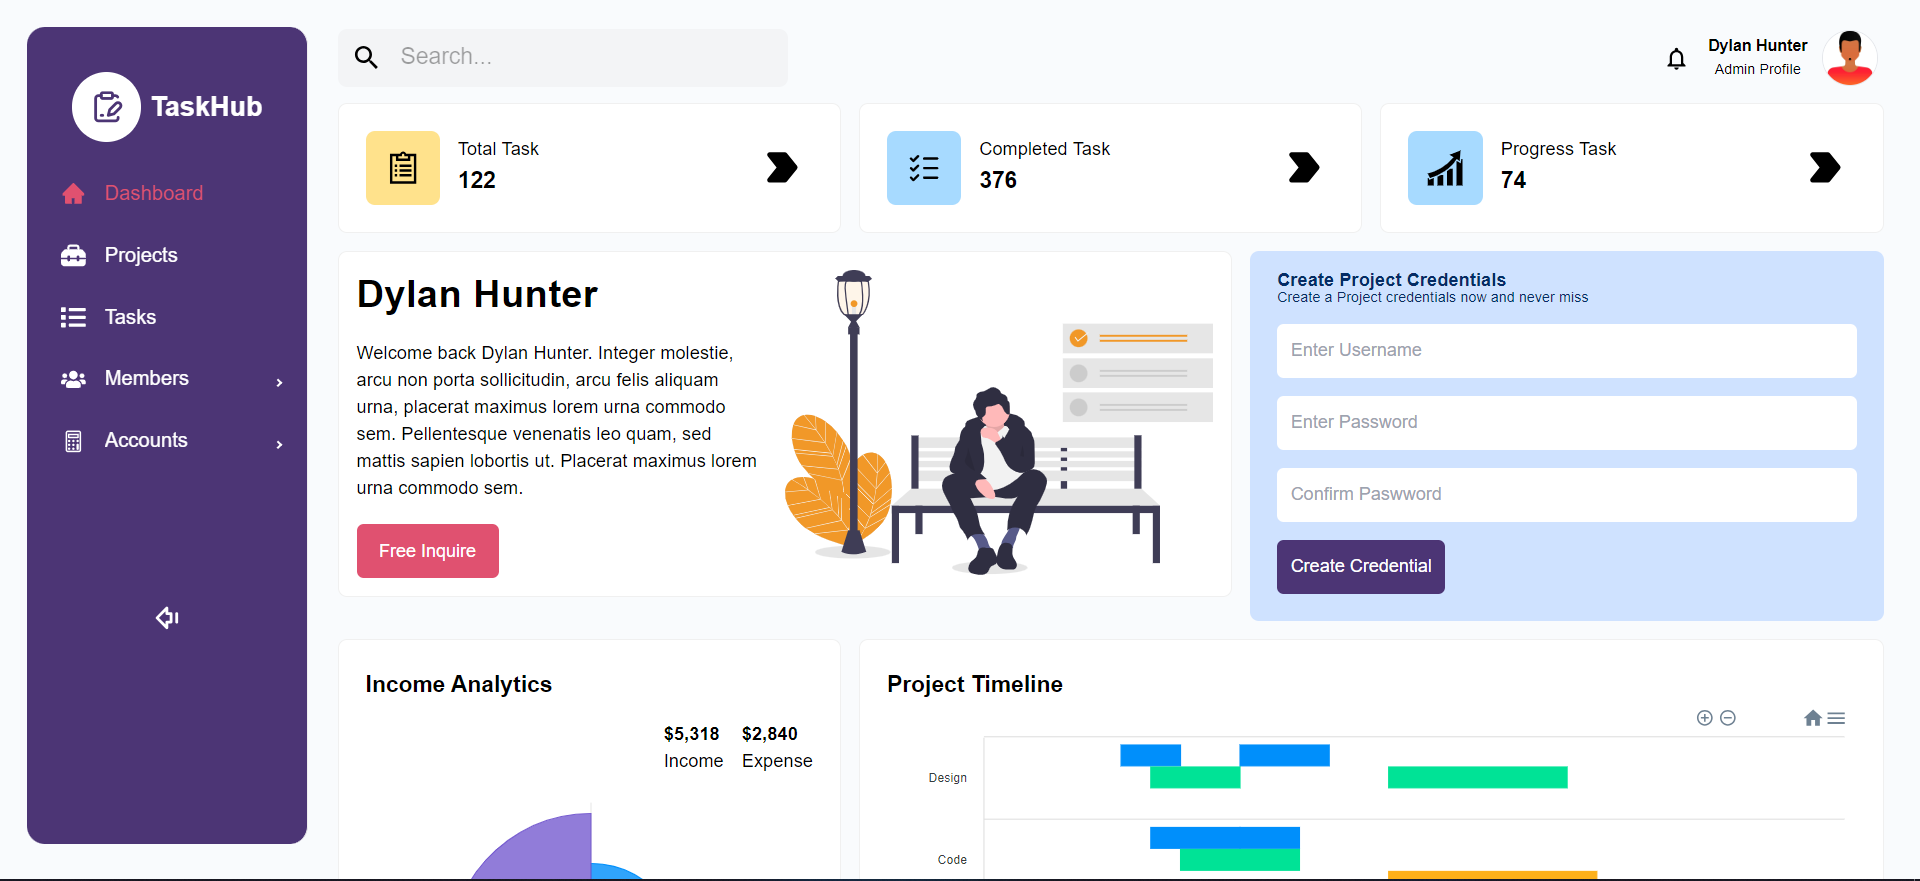 TaskHub
Dashboard
Projects
Tasks
Members
Accounts
Search...
Dylan Hunter
Admin Profile
Total Task
122
Completed Task
376
Progress Task
74
Dylan Hunter
Welcome back Dylan Hunter. Integer molestie,
arcu non porta sollicitudin, arcu felis aliquam
urna, placerat maximus lorem urna commodo
sem. Pellentesque venenatis leo quam, sed
mattis sapien lobortis ut. Placerat maximus lorem
urna commodo sem.
Free Inquire
Create Project Credentials
Create a Project credentials now and never miss
Enter Username
Enter Password
Confirm Paswword
Create Credential
Income Analytics
$5,318
Income
$2,840
Expense
Project Timeline
Design
Code